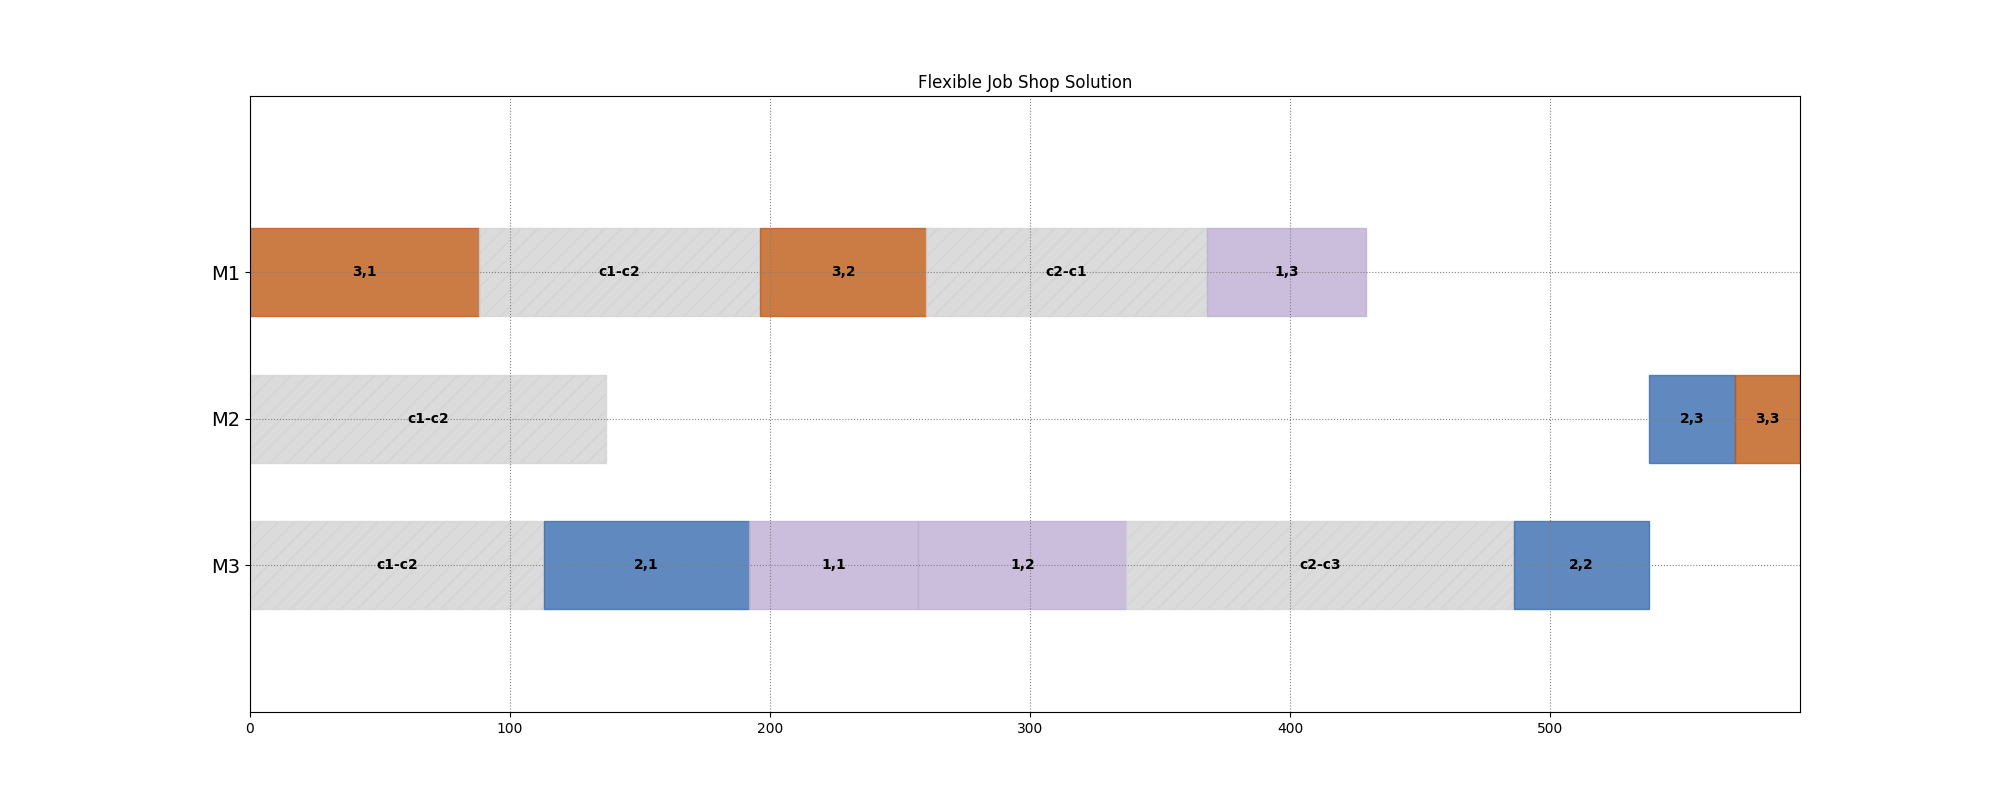 Flexible Job Shop Solution
M1
3,1
c1-c2
3,2
c2-c1
1,3
M2
c1-c2
2,3
3,3
M3
c1-c2
2,1
1,1
1,2
c2-c3
2,2
0
100
200
300
400
500